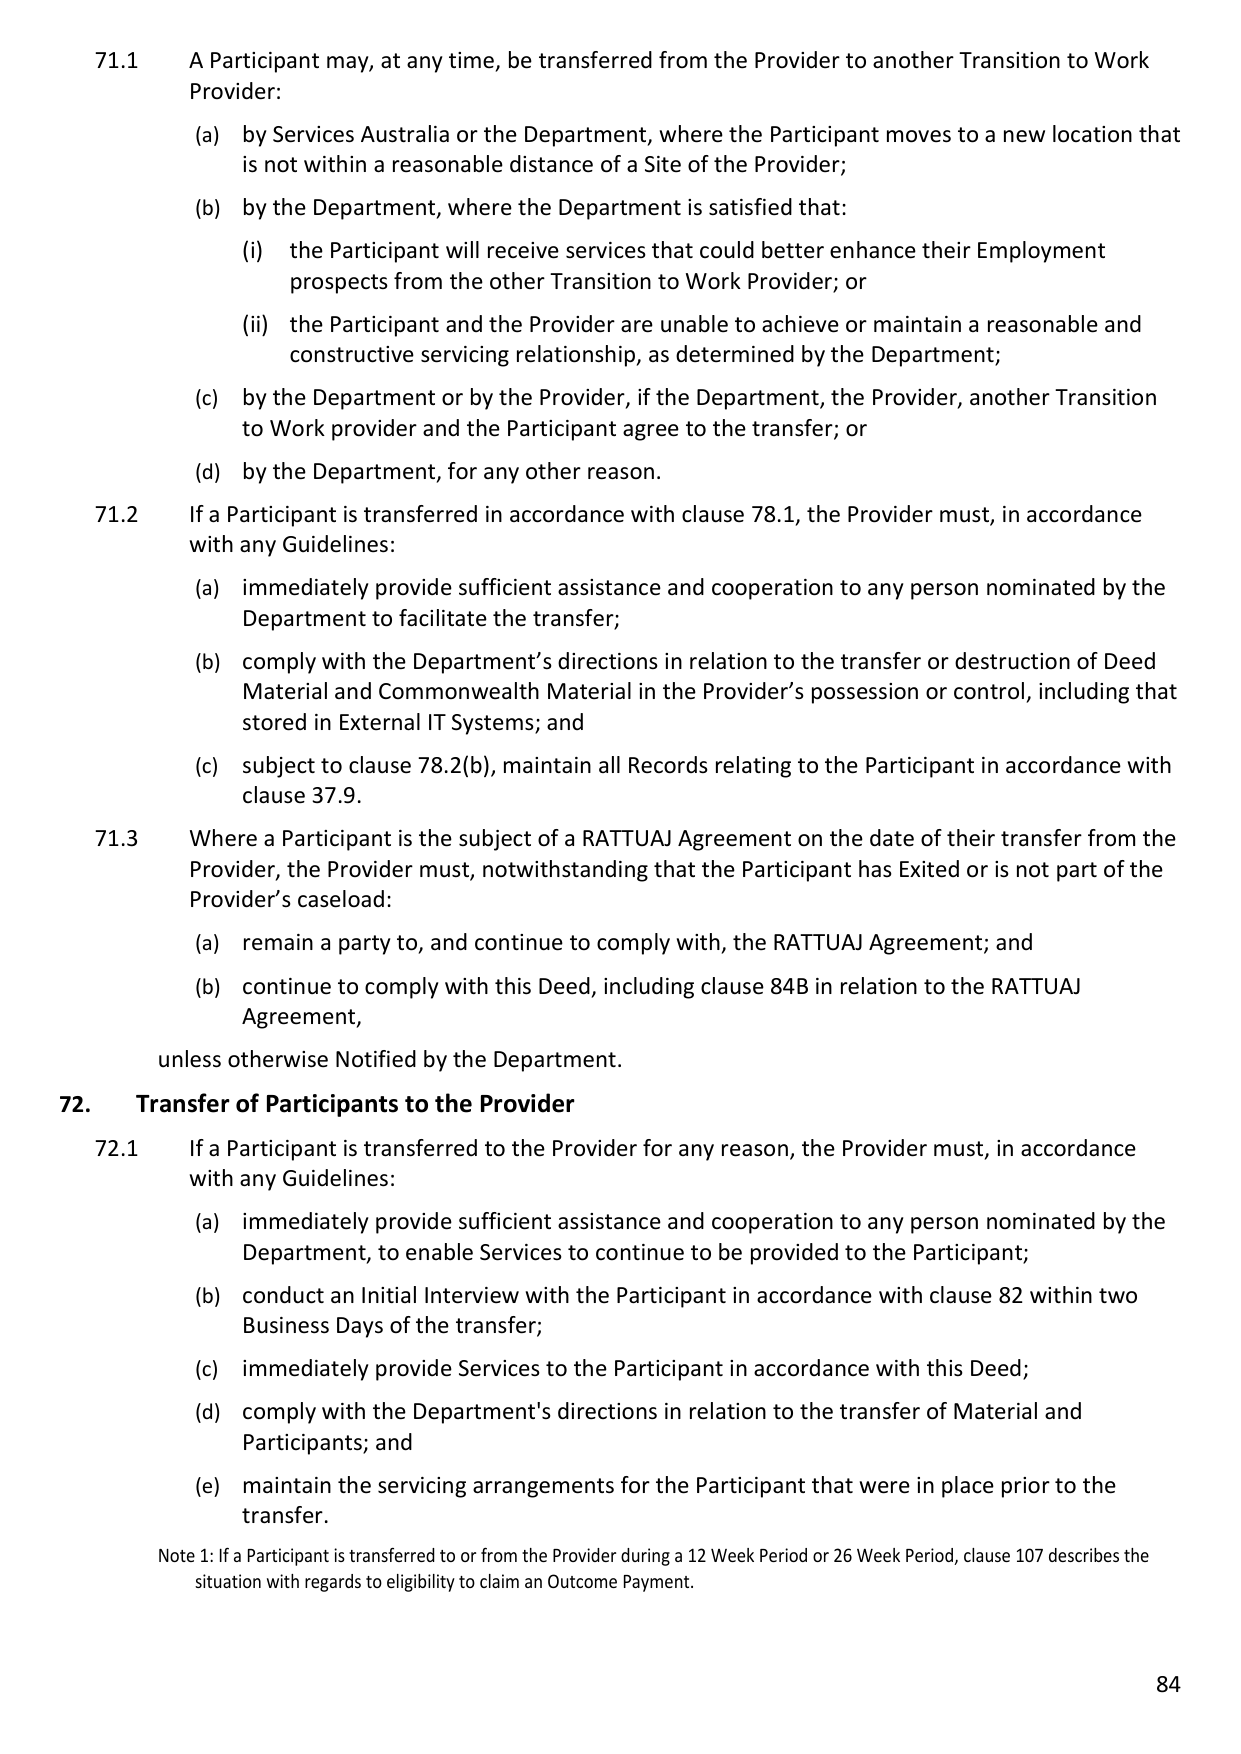 71.1 A Participant may, at any time, be transferred from the Provider to another Transition to Work
Provider:
(a) by Services Australia or the Department, where the Participant moves to a new location that
is not within a reasonable distance of a Site of the Provider;
(b) by the Department, where the Department is satisfied that:
(i) the Participant will receive services that could better enhance their Employment
prospects from the other Transition to Work Provider; or
(ii) the Participant and the Provider are unable to achieve or maintain a reasonable and
constructive servicing relationship, as determined by the Department;
(c) by the Department or by the Provider, if the Department, the Provider, another Transition
to Work provider and the Participant agree to the transfer; or
(d) by the Department, for any other reason.
71.2 If a Participant is transferred in accordance with clause 78.1, the Provider must, in accordance
with any Guidelines:
(a) immediately provide sufficient assistance and cooperation to any person nominated by the
Department to facilitate the transfer;
(b) comply with the Department’s directions in relation to the transfer or destruction of Deed
Material and Commonwealth Material in the Provider’s possession or control, including that
stored in External IT Systems; and
(c) subject to clause 78.2(b), maintain all Records relating to the Participant in accordance with
clause 37.9.
71.3 Where a Participant is the subject of a RATTUAJ Agreement on the date of their transfer from the
Provider, the Provider must, notwithstanding that the Participant has Exited or is not part of the
Provider’s caseload:
(a) remain a party to, and continue to comply with, the RATTUAJ Agreement; and
(b) continue to comply with this Deed, including clause 84B in relation to the RATTUAJ
Agreement,
unless otherwise Notified by the Department.
72. Transfer of Participants to the Provider
72.1 If a Participant is transferred to the Provider for any reason, the Provider must, in accordance
with any Guidelines:
(a) immediately provide sufficient assistance and cooperation to any person nominated by the
Department, to enable Services to continue to be provided to the Participant;
(b) conduct an Initial Interview with the Participant in accordance with clause 82 within two
Business Days of the transfer;
(c) immediately provide Services to the Participant in accordance with this Deed;
(d) comply with the Department's directions in relation to the transfer of Material and
Participants; and
(e) maintain the servicing arrangements for the Participant that were in place prior to the
transfer.
Note 1: If a Participant is transferred to or from the Provider during a 12 Week Period or 26 Week Period, clause 107 describes the
situation with regards to eligibility to claim an Outcome Payment.
84